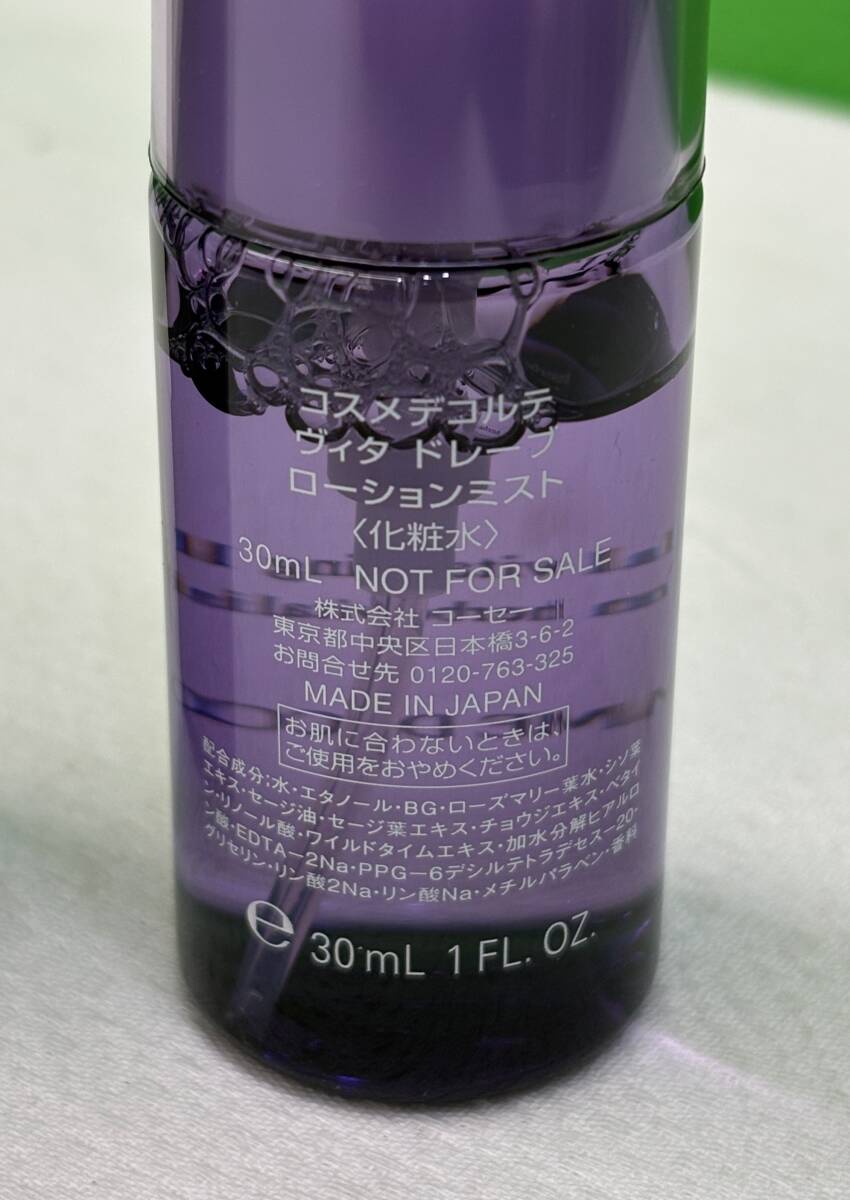 コスメデコルテ
ヴィタ ドレーブ
ローションミスト
〈化粧水〉
30mL NOT FOR SALE
株式会社 コーセー
東京都中央区日本橋3-6-2
お問合せ先 0120-763-325
MADE IN JAPAN
お肌に合わないときは、
ご使用をおやめください。
配合成分;水・エタノール・BG・ローズマリー葉水・シソ葉
エキス・セージ油・セージ葉エキス・チョウジエキス・ベタイ
ン・リノール酸・ワイルドタイムエキス・加水分解ヒアルロ
ン酸・EDTA-2Na・PPG-6デシルテトラデセス-20・
グリセリン・リン酸2Na・リン酸Na・メチルパラベン・香料
e 30 mL 1 FL. OZ.